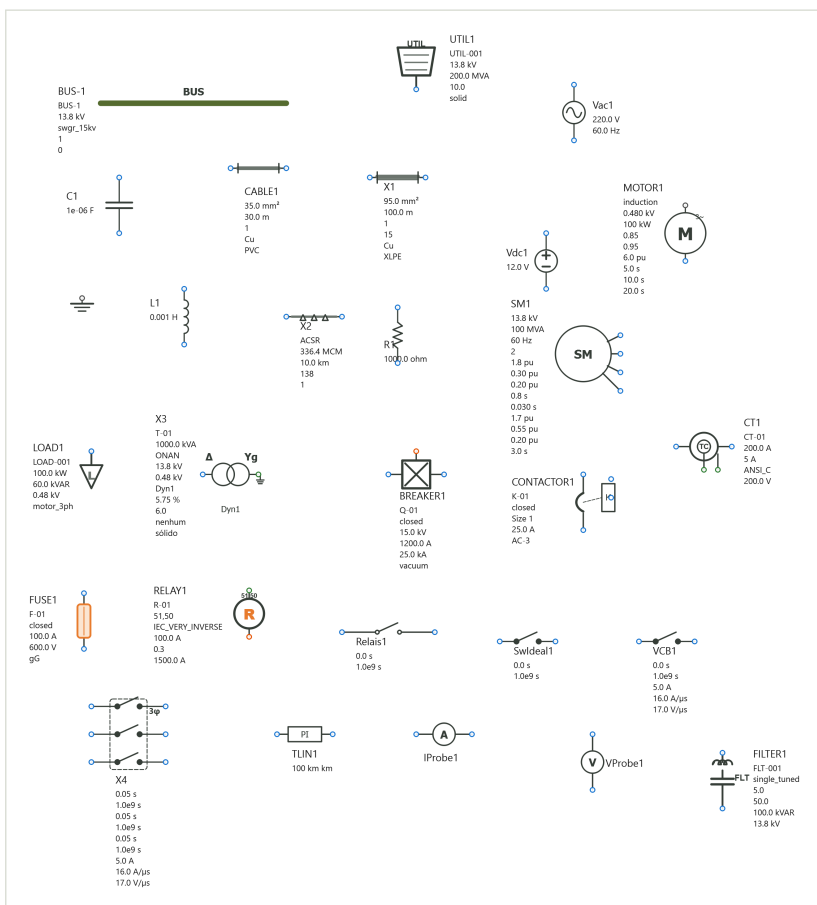 UTIL
UTIL1
UTIL-001
13.8 kV
200.0 MVA
10.0
solid
BUS-1
BUS
BUS-1
13.8 kV
swgr_15kv
1
0
Vac1
220.0 V
60.0 Hz
C1
1e-06 F
CABLE1
35.0 mm²
30.0 m
1
Cu
PVC
X1
95.0 mm²
100.0 m
1
15
Cu
XLPE
MOTOR1
induction
0.480 kV
100 kW
0.85
0.95
6.0 pu
5.0 s
10.0 s
20.0 s
M
3~
Vdc1
12.0 V
L1
0.001 H
X2
ACSR
336.4 MCM
10.0 km
138
1
R1
1000.0 ohm
SM1
13.8 kV
100 MVA
60 Hz
2
1.8 pu
0.30 pu
0.20 pu
0.8 s
0.030 s
1.7 pu
0.55 pu
0.20 pu
3.0 s
SM
LOAD1
LOAD-001
100.0 kW
60.0 kVAR
0.48 kV
motor_3ph
L
X3
T-01
1000.0 kVA
ONAN
13.8 kV
0.48 kV
Dyn1
5.75 %
6.0
nenhum
sólido
Δ
Yg
Dyn1
BREAKER1
Q-01
closed
15.0 kV
1200.0 A
25.0 kA
vacuum
CONTACTOR1
K-01
closed
Size 1
25.0 A
AC-3
K
TC
CT1
CT-01
200.0 A
5 A
ANSI_C
200.0 V
FUSE1
F-01
closed
100.0 A
600.0 V
gG
RELAY1
R-01
51,50
IEC_VERY_INVERSE
100.0 A
0.3
1500.0 A
51/50
R
Relais1
0.0 s
1.0e9 s
SwIdeal1
0.0 s
1.0e9 s
VCB1
0.0 s
1.0e9 s
5.0 A
16.0 A/μs
17.0 V/μs
3φ
X4
0.05 s
1.0e9 s
0.05 s
1.0e9 s
0.05 s
1.0e9 s
5.0 A
16.0 A/μs
17.0 V/μs
PI
TLIN1
100 km km
A
IProbe1
V
VProbe1
FLT
FILTER1
FLT-001
single_tuned
5.0
50.0
100.0 kVAR
13.8 kV